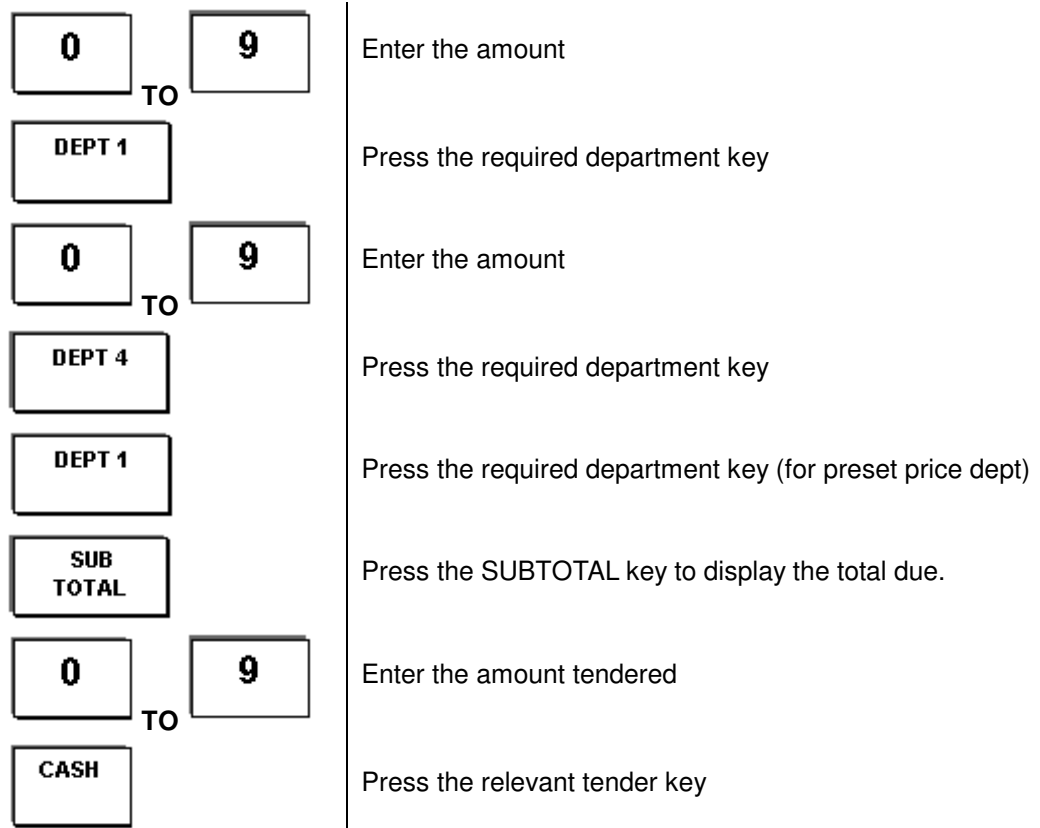 0 TO 9 Enter the amount
DEPT 1 Press the required department key
0 TO 9 Enter the amount
DEPT 4 Press the required department key
DEPT 1 Press the required department key (for preset price dept)
SUB
TOTAL Press the SUBTOTAL key to display the total due.
0 TO 9 Enter the amount tendered
CASH Press the relevant tender key